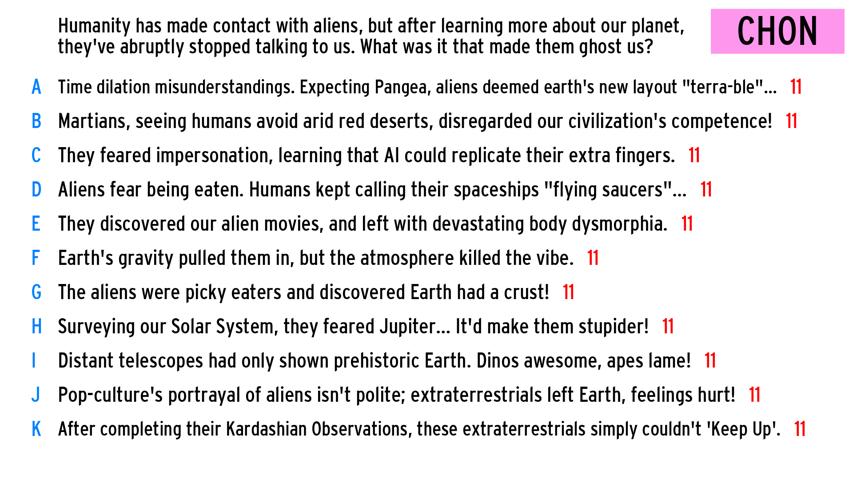 Humanity has made contact with aliens, but after learning more about our planet,
they've abruptly stopped talking to us. What was it that made them ghost us?
CHON
A Time dilation misunderstandings. Expecting Pangea, aliens deemed earth's new layout "terra-ble"... 11
B Martians, seeing humans avoid arid red deserts, disregarded our civilization's competence! 11
C They feared impersonation, learning that AI could replicate their extra fingers. 11
D Aliens fear being eaten. Humans kept calling their spaceships "flying saucers"... 11
E They discovered our alien movies, and left with devastating body dysmorphia. 11
F Earth's gravity pulled them in, but the atmosphere killed the vibe. 11
G The aliens were picky eaters and discovered Earth had a crust! 11
H Surveying our Solar System, they feared Jupiter... It'd make them stupider! 11
I Distant telescopes had only shown prehistoric Earth. Dinos awesome, apes lame! 11
J Pop-culture's portrayal of aliens isn't polite; extraterrestrials left Earth, feelings hurt! 11
K After completing their Kardashian Observations, these extraterrestrials simply couldn't 'Keep Up'. 11